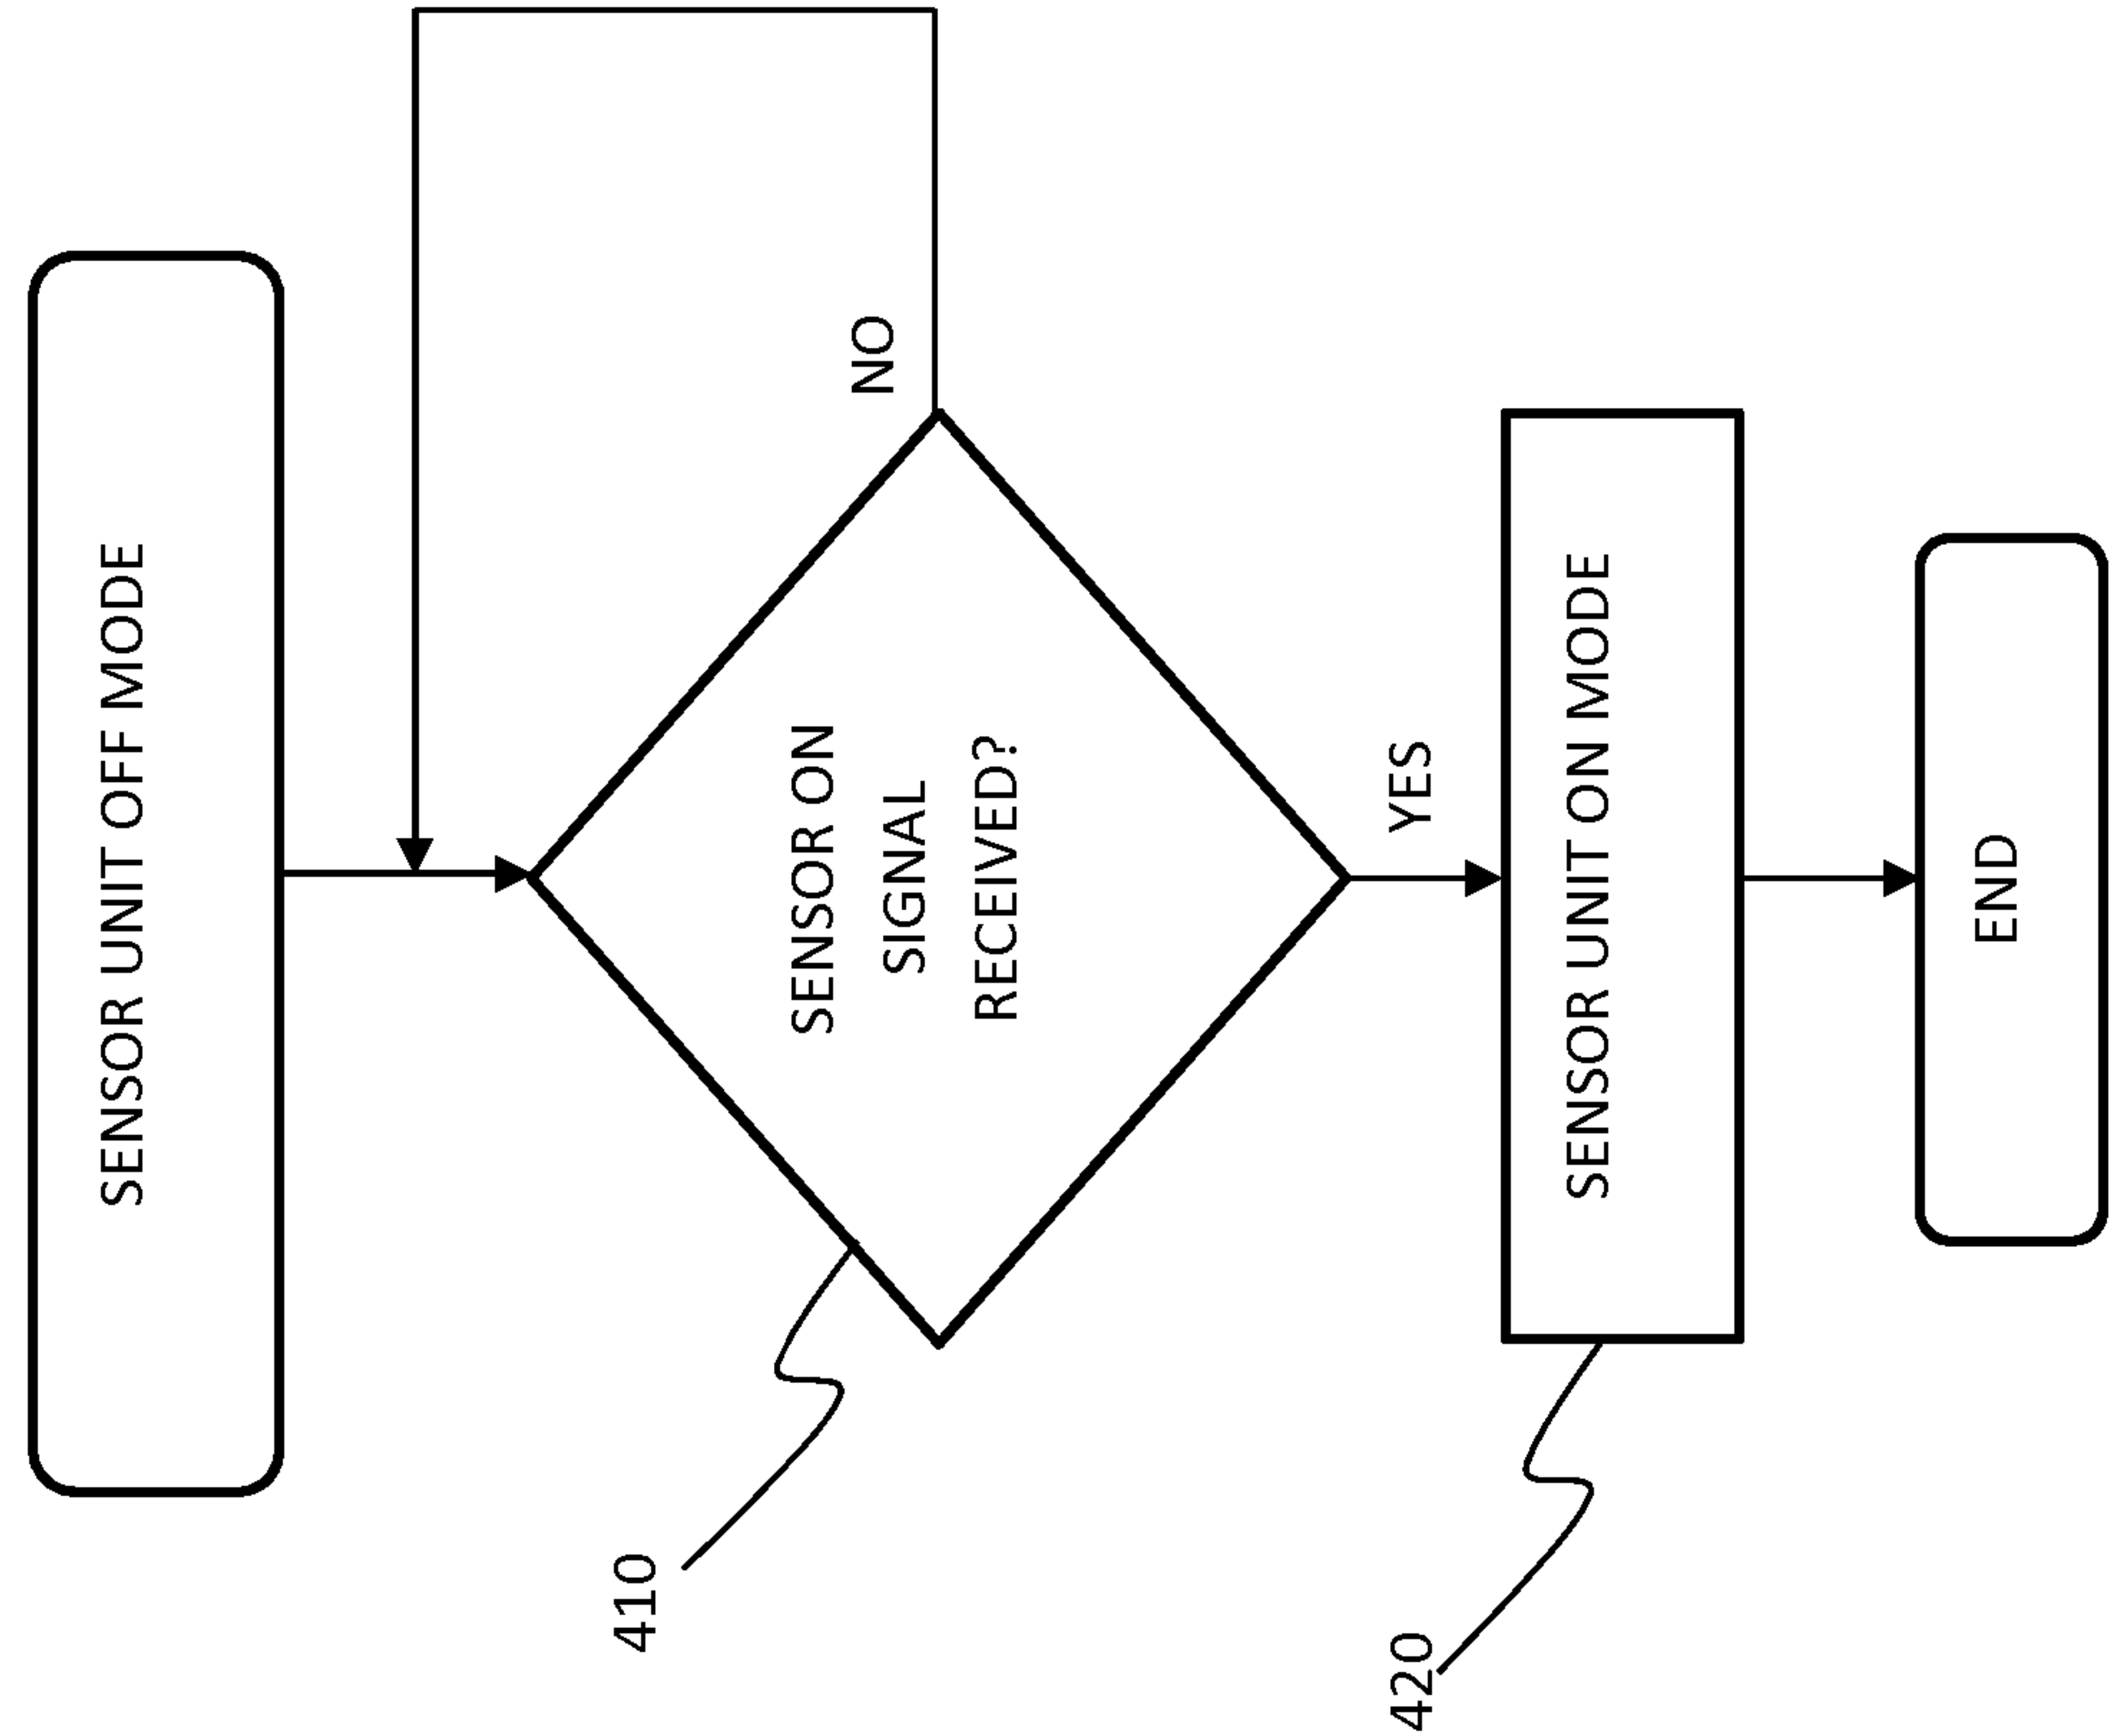 SENSOR UNIT OFF MODE
NO
SENSOR ON
SIGNAL
RECEIVED?
410
YES
SENSOR UNIT ON MODE
420
END